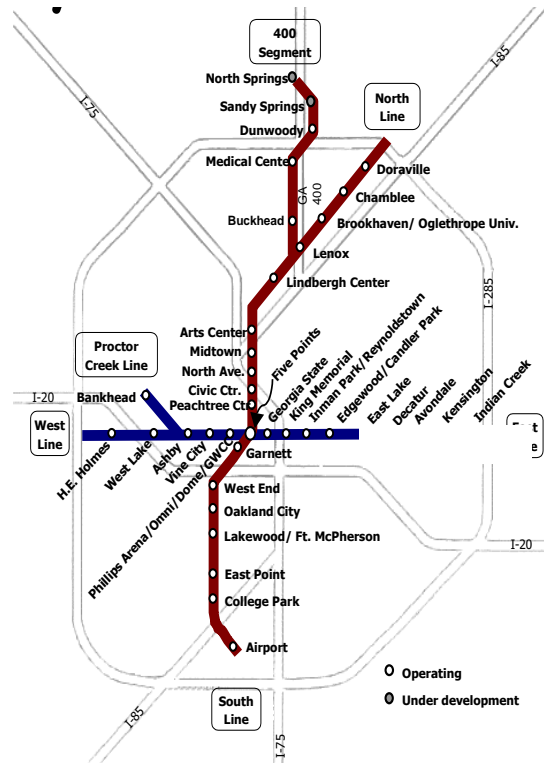 400
Segment
I-85
I-75
North Springs
Sandy Springs
North
Line
Dunwoody
Medical Cente
Doraville
GA
400
Chamblee
Buckhead
Brookhaven/ Oglethrope Univ.
Lenox
Lindbergh Center
I-285
Arts Center
Midtown
North Ave.
Civic Ctr.
Peachtree Ctr
Five Points
Georgia State
King Memorial
Inman Park/Reynoldstown
Edgewood/Candler Park
East Lake
Decatur
Avondale
Kensington
Indian Creek
Proctor
Creek Line
Bankhead
I-20
West
Line
H.E. Holmes
West Lake
Ashby
Vine City
Phillips Arena/Omni/Dome/GWCC
Garnett
West End
Oakland City
Lakewood/ Ft. McPherson
I-20
East Point
College Park
Airport
Operating
Under development
South
Line
I-85
I-75